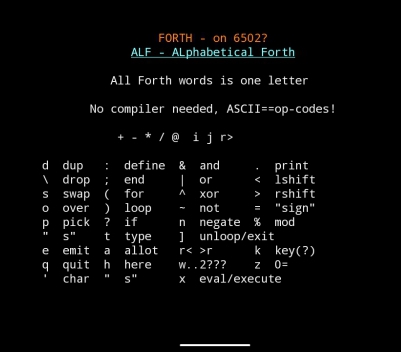 FORTH - on 6502?
ALF - ALphabetical Forth
All Forth words is one letter
No compiler needed, ASCII==op-codes!
+ - * / @ i j r>
d dup : define & and . print
\ drop ; end | or < lshift
s swap ( for ^ xor > rshift
o over ) loop ~ not = "sign"
p pick ? if n negate % mod
" s" t type ] unloop/exit
e emit a allot r< >r k key(?)
q quit h here w..2??? z 0=
' char " s" x eval/execute